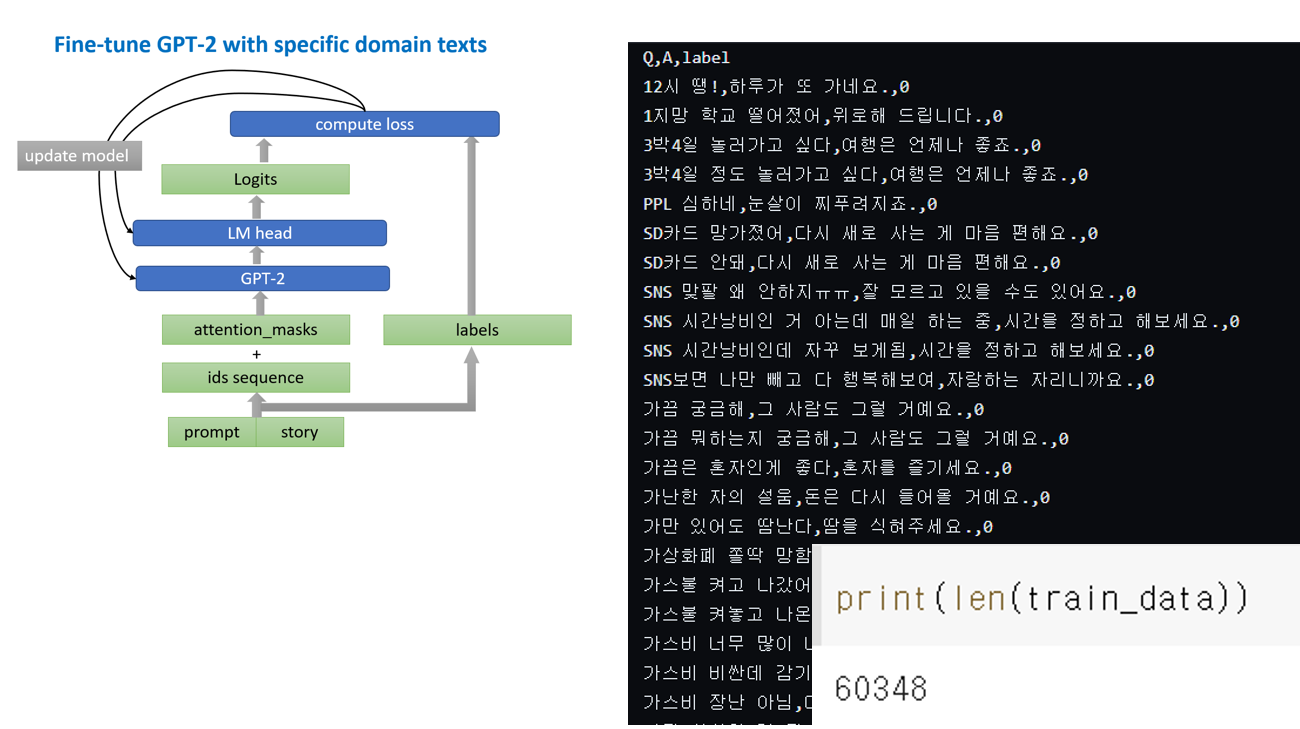 Fine-tune GPT-2 with specific domain texts
compute loss
update model
Logits
LM head
GPT-2
attention_masks
labels
+
ids sequence
prompt
story
Q,A,label
12시 땡!,하루가 또 가네요.,0
1지망 학교 떨어졌어,위로해 드립니다.,0
3박4일 놀러가고 싶다,여행은 언제나 좋죠.,0
3박4일 정도 놀러가고 싶다,여행은 언제나 좋죠.,0
PPL 심하네,눈살이 찌푸려지죠.,0
SD카드 망가졌어,다시 새로 사는 게 마음 편해요.,0
SD카드 안돼,다시 새로 사는 게 마음 편해요.,0
SNS 맞팔 왜 안하지ㅠㅠ,잘 모르고 있을 수도 있어요.,0
SNS 시간낭비인 거 아는데 매일 하는 중,시간을 정하고 해보세요.,0
SNS 시간낭비인데 자꾸 보게됨,시간을 정하고 해보세요.,0
SNS보면 나만 빼고 다 행복해보여,자랑하는 자리니까요.,0
가끔 궁금해,그 사람도 그럴 거예요.,0
가끔 뭐하는지 궁금해,그 사람도 그럴 거예요.,0
가끔은 혼자인게 좋다,혼자를 즐기세요.,0
가난한 자의 설움,돈은 다시 들어올 거예요.,0
가만 있어도 땀난다,땀을 식혀주세요.,0
가상화폐 쫄딱 망함
가스불 켜고 나갔어
가스불 켜놓고 나온
가스비 너무 많이
가스비 비싼데 감기
가스비 장난 아님,
print(len(train_data))
60348